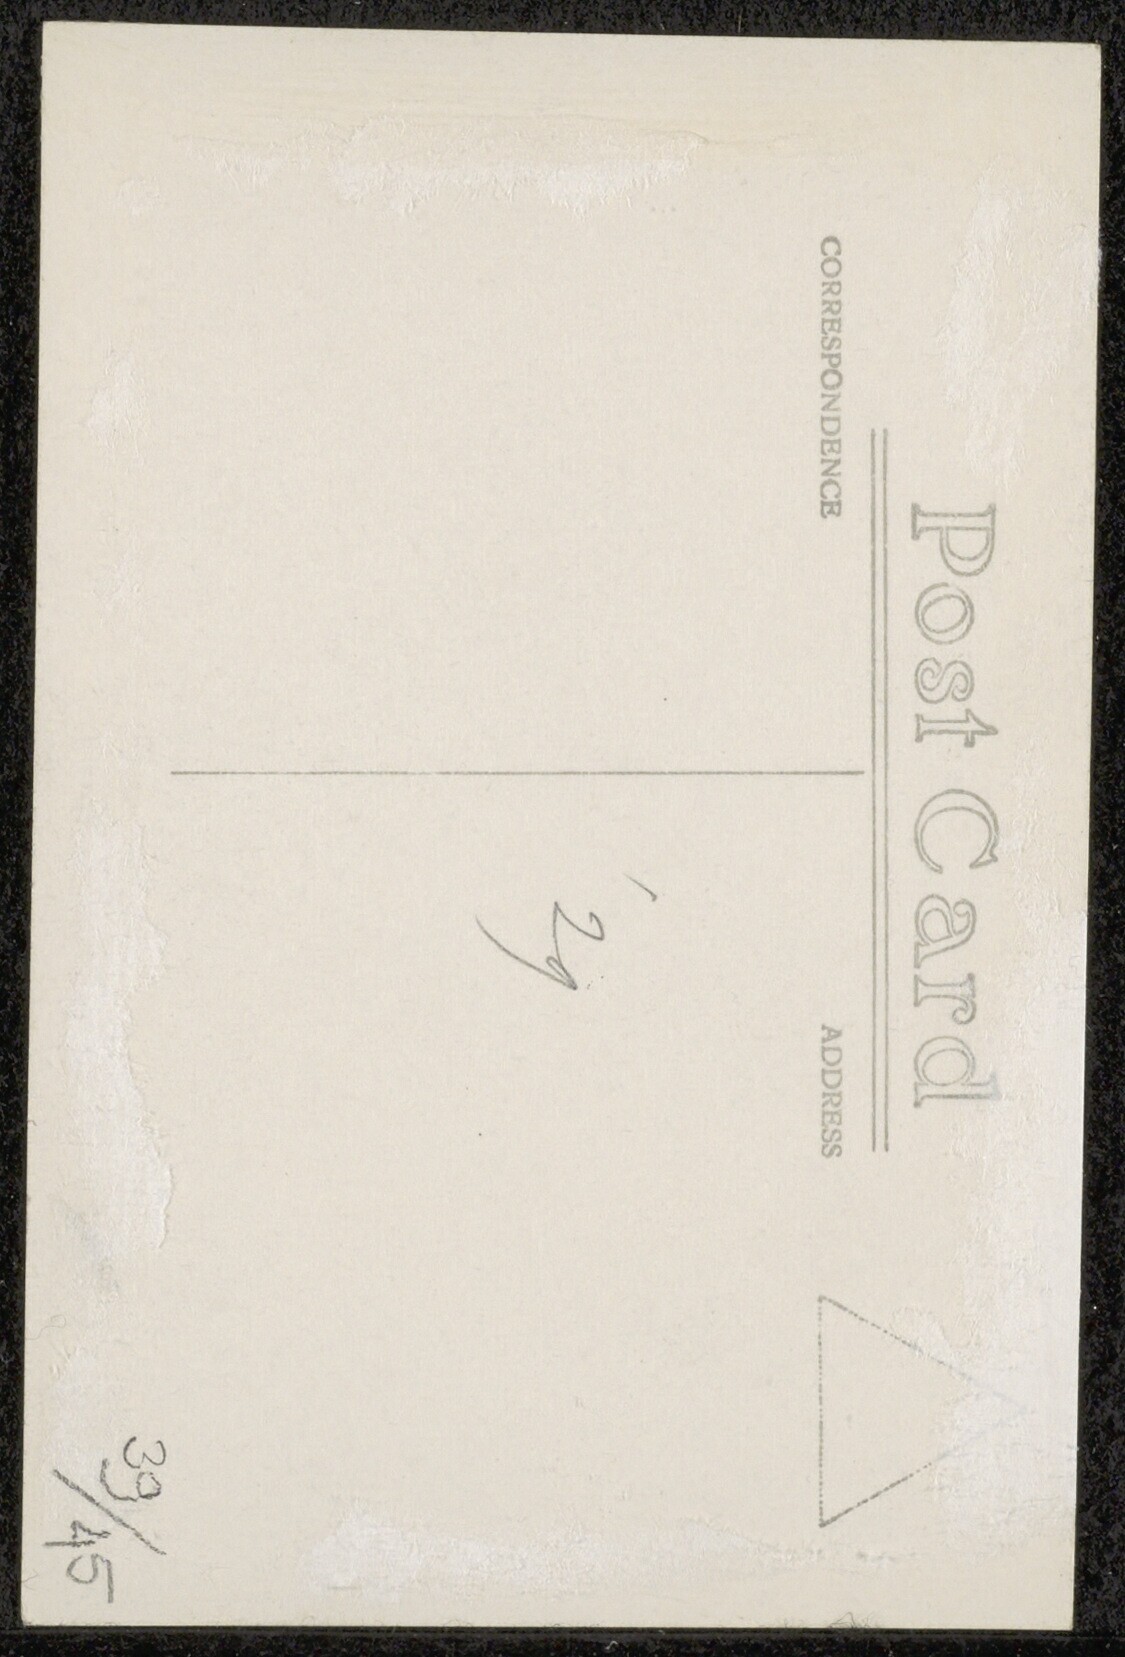 Post Card
CORRESPONDENCE
ADDRESS
39/45